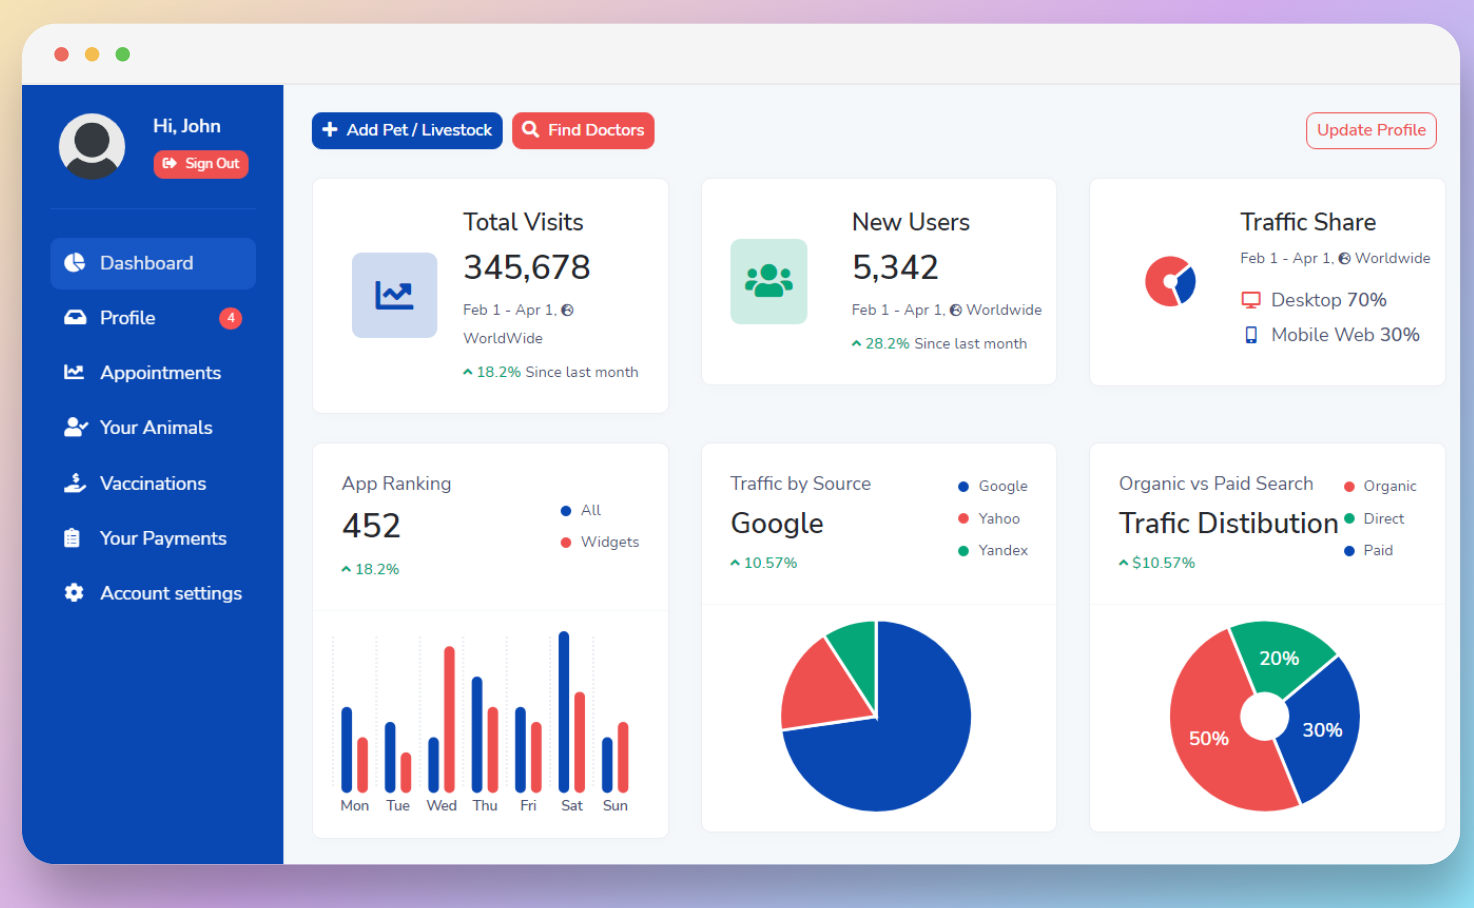 Hi, John
Sign Out
Dashboard
Profile
4
Appointments
Your Animals
Vaccinations
Your Payments
Account settings
Add Pet / Livestock
Find Doctors
Update Profile
Total Visits
345,678
Feb 1 - Apr 1,
WorldWide
18.2% Since last month
New Users
5,342
Feb 1 - Apr 1, Worldwide
28.2% Since last month
Traffic Share
Feb 1 - Apr 1, Worldwide
Desktop 70%
Mobile Web 30%
App Ranking
452
18.2%
All
Widgets
Mon Tue Wed Thu Fri Sat Sun
Traffic by Source
Google
10.57%
Google
Yahoo
Yandex
Organic vs Paid Search
Trafic Distibution
$10.57%
Organic
Direct
Paid
20%
50%
30%